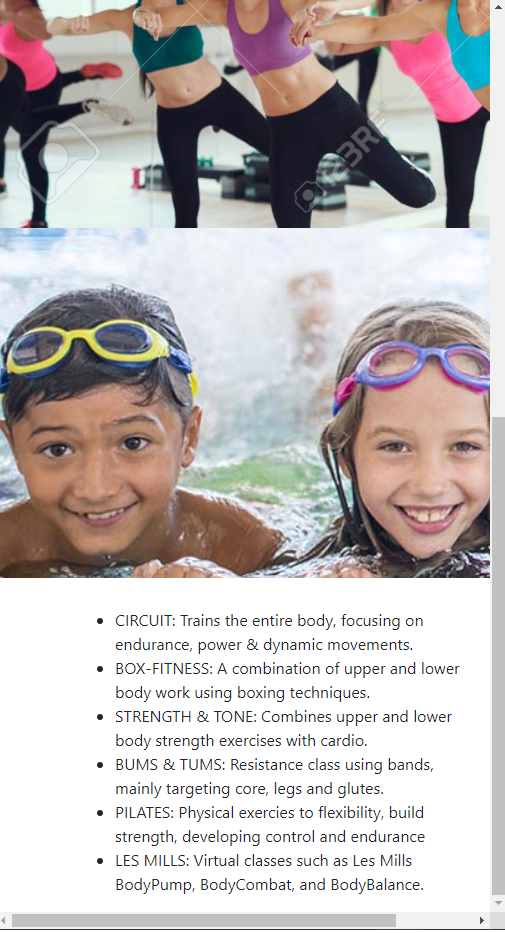 123RF
CIRCUIT: Trains the entire body, focusing on
endurance, power & dynamic movements.
BOX-FITNESS: A combination of upper and lower
body work using boxing techniques.
STRENGTH & TONE: Combines upper and lower
body strength exercises with cardio.
BUMS & TUMS: Resistance class using bands,
mainly targeting core, legs and glutes.
PILATES: Physical exercies to flexibility, build
strength, developing control and endurance
LES MILLS: Virtual classes such as Les Mills
BodyPump, BodyCombat, and BodyBalance.